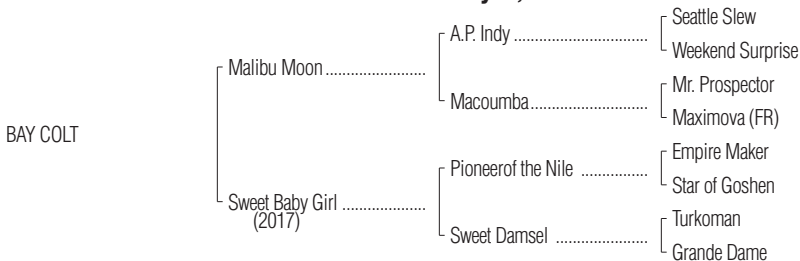 Seattle Slew
A.P. Indy
Weekend Surprise
Malibu Moon
Mr. Prospector
Macoumba
Maximova (FR)
BAY COLT
Empire Maker
Pioneerof the Nile
Star of Goshen
Sweet Baby Girl
(2017)
Turkoman
Sweet Damsel
Grande Dame